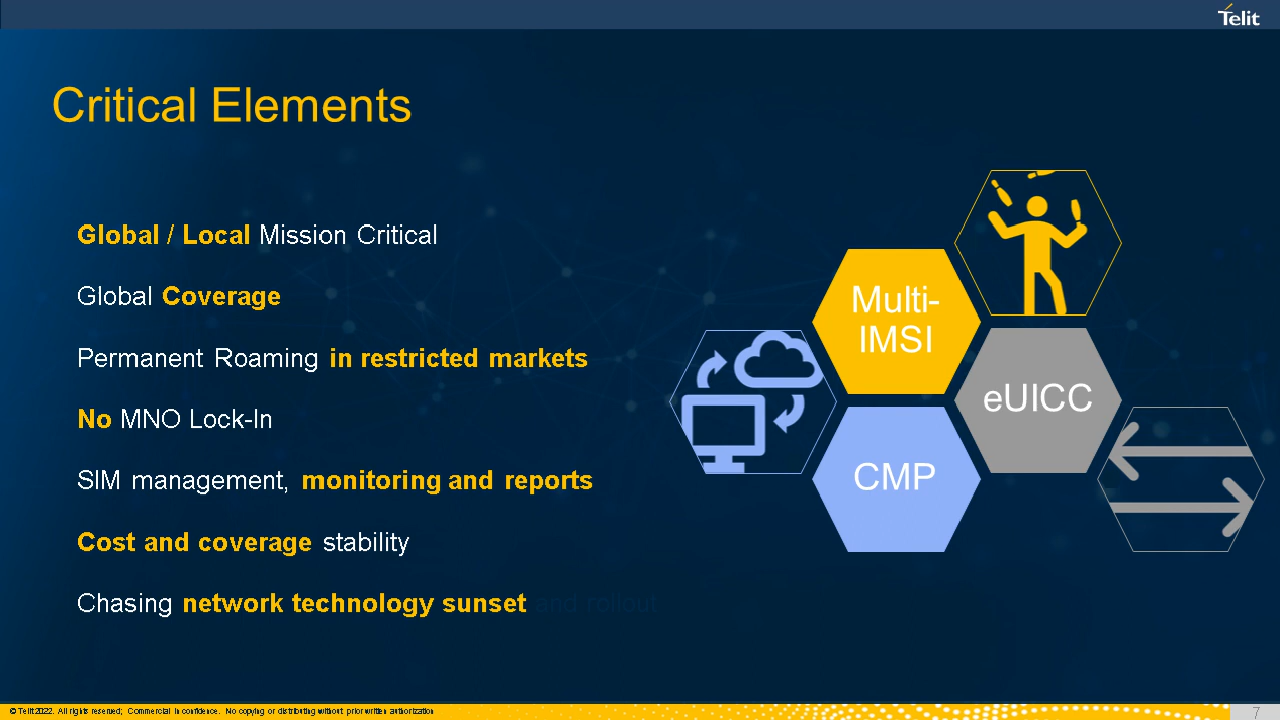 Telit
Critical Elements
Global / Local Mission Critical
Global Coverage
Permanent Roaming in restricted markets
No MNO Lock-In
SIM management, monitoring and reports
Cost and coverage stability
Chasing network technology sunset and rollout
Multi-
IMSI
eUICC
CMP
© Telit 2022. All rights reserved; Commercial in confidence. No copying or distributing without prior written authorization
7